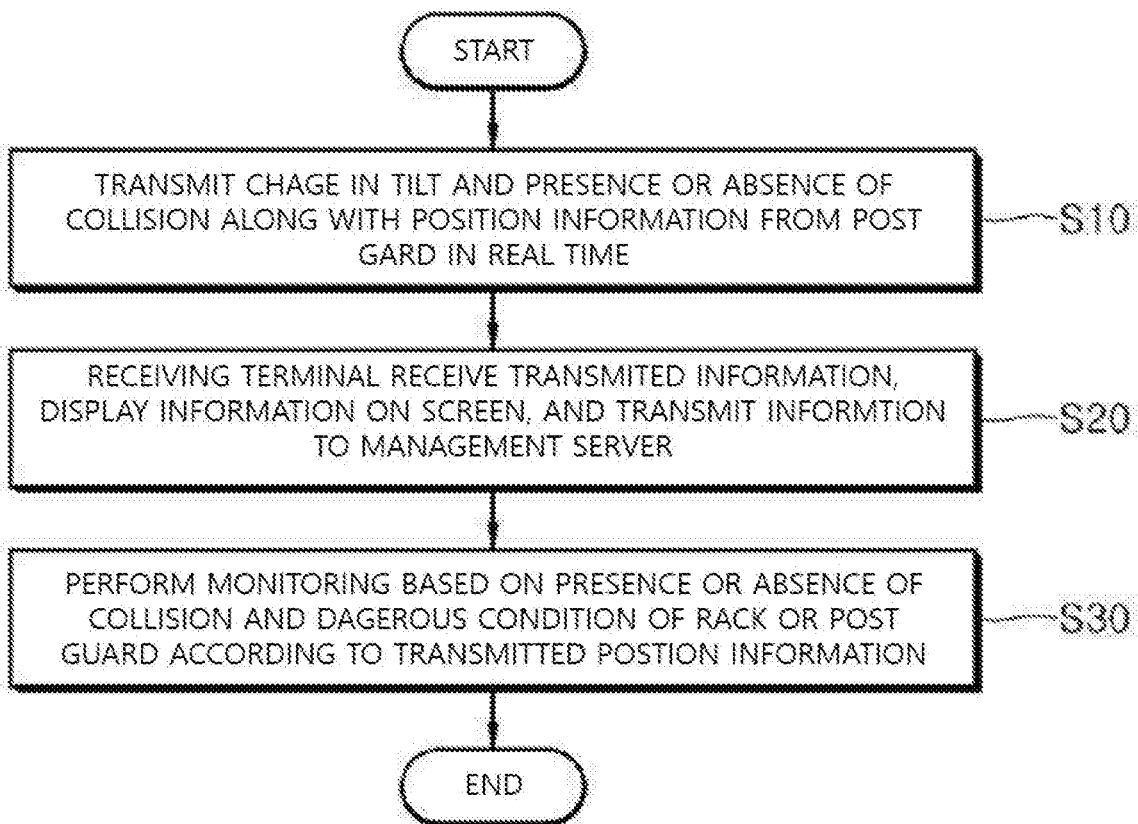 START
TRANSMIT CHAGE IN TILT AND PRESENCE OR ABSENCE OF
COLLISION ALONG WITH POSITION INFORMATION FROM POST
GARD IN REAL TIME
S10
RECEIVING TERMINAL RECEIVE TRANSMITED INFORMATION,
DISPLAY INFORMATION ON SCREEN, AND TRANSMIT INFORMTION
TO MANAGEMENT SERVER
S20
PERFORM MONITORING BASED ON PRESENCE OR ABSENCE OF
COLLISION AND DAGEROUS CONDITION OF RACK OR POST
GUARD ACCORDING TO TRANSMITTED POSTION INFORMATION
S30
END